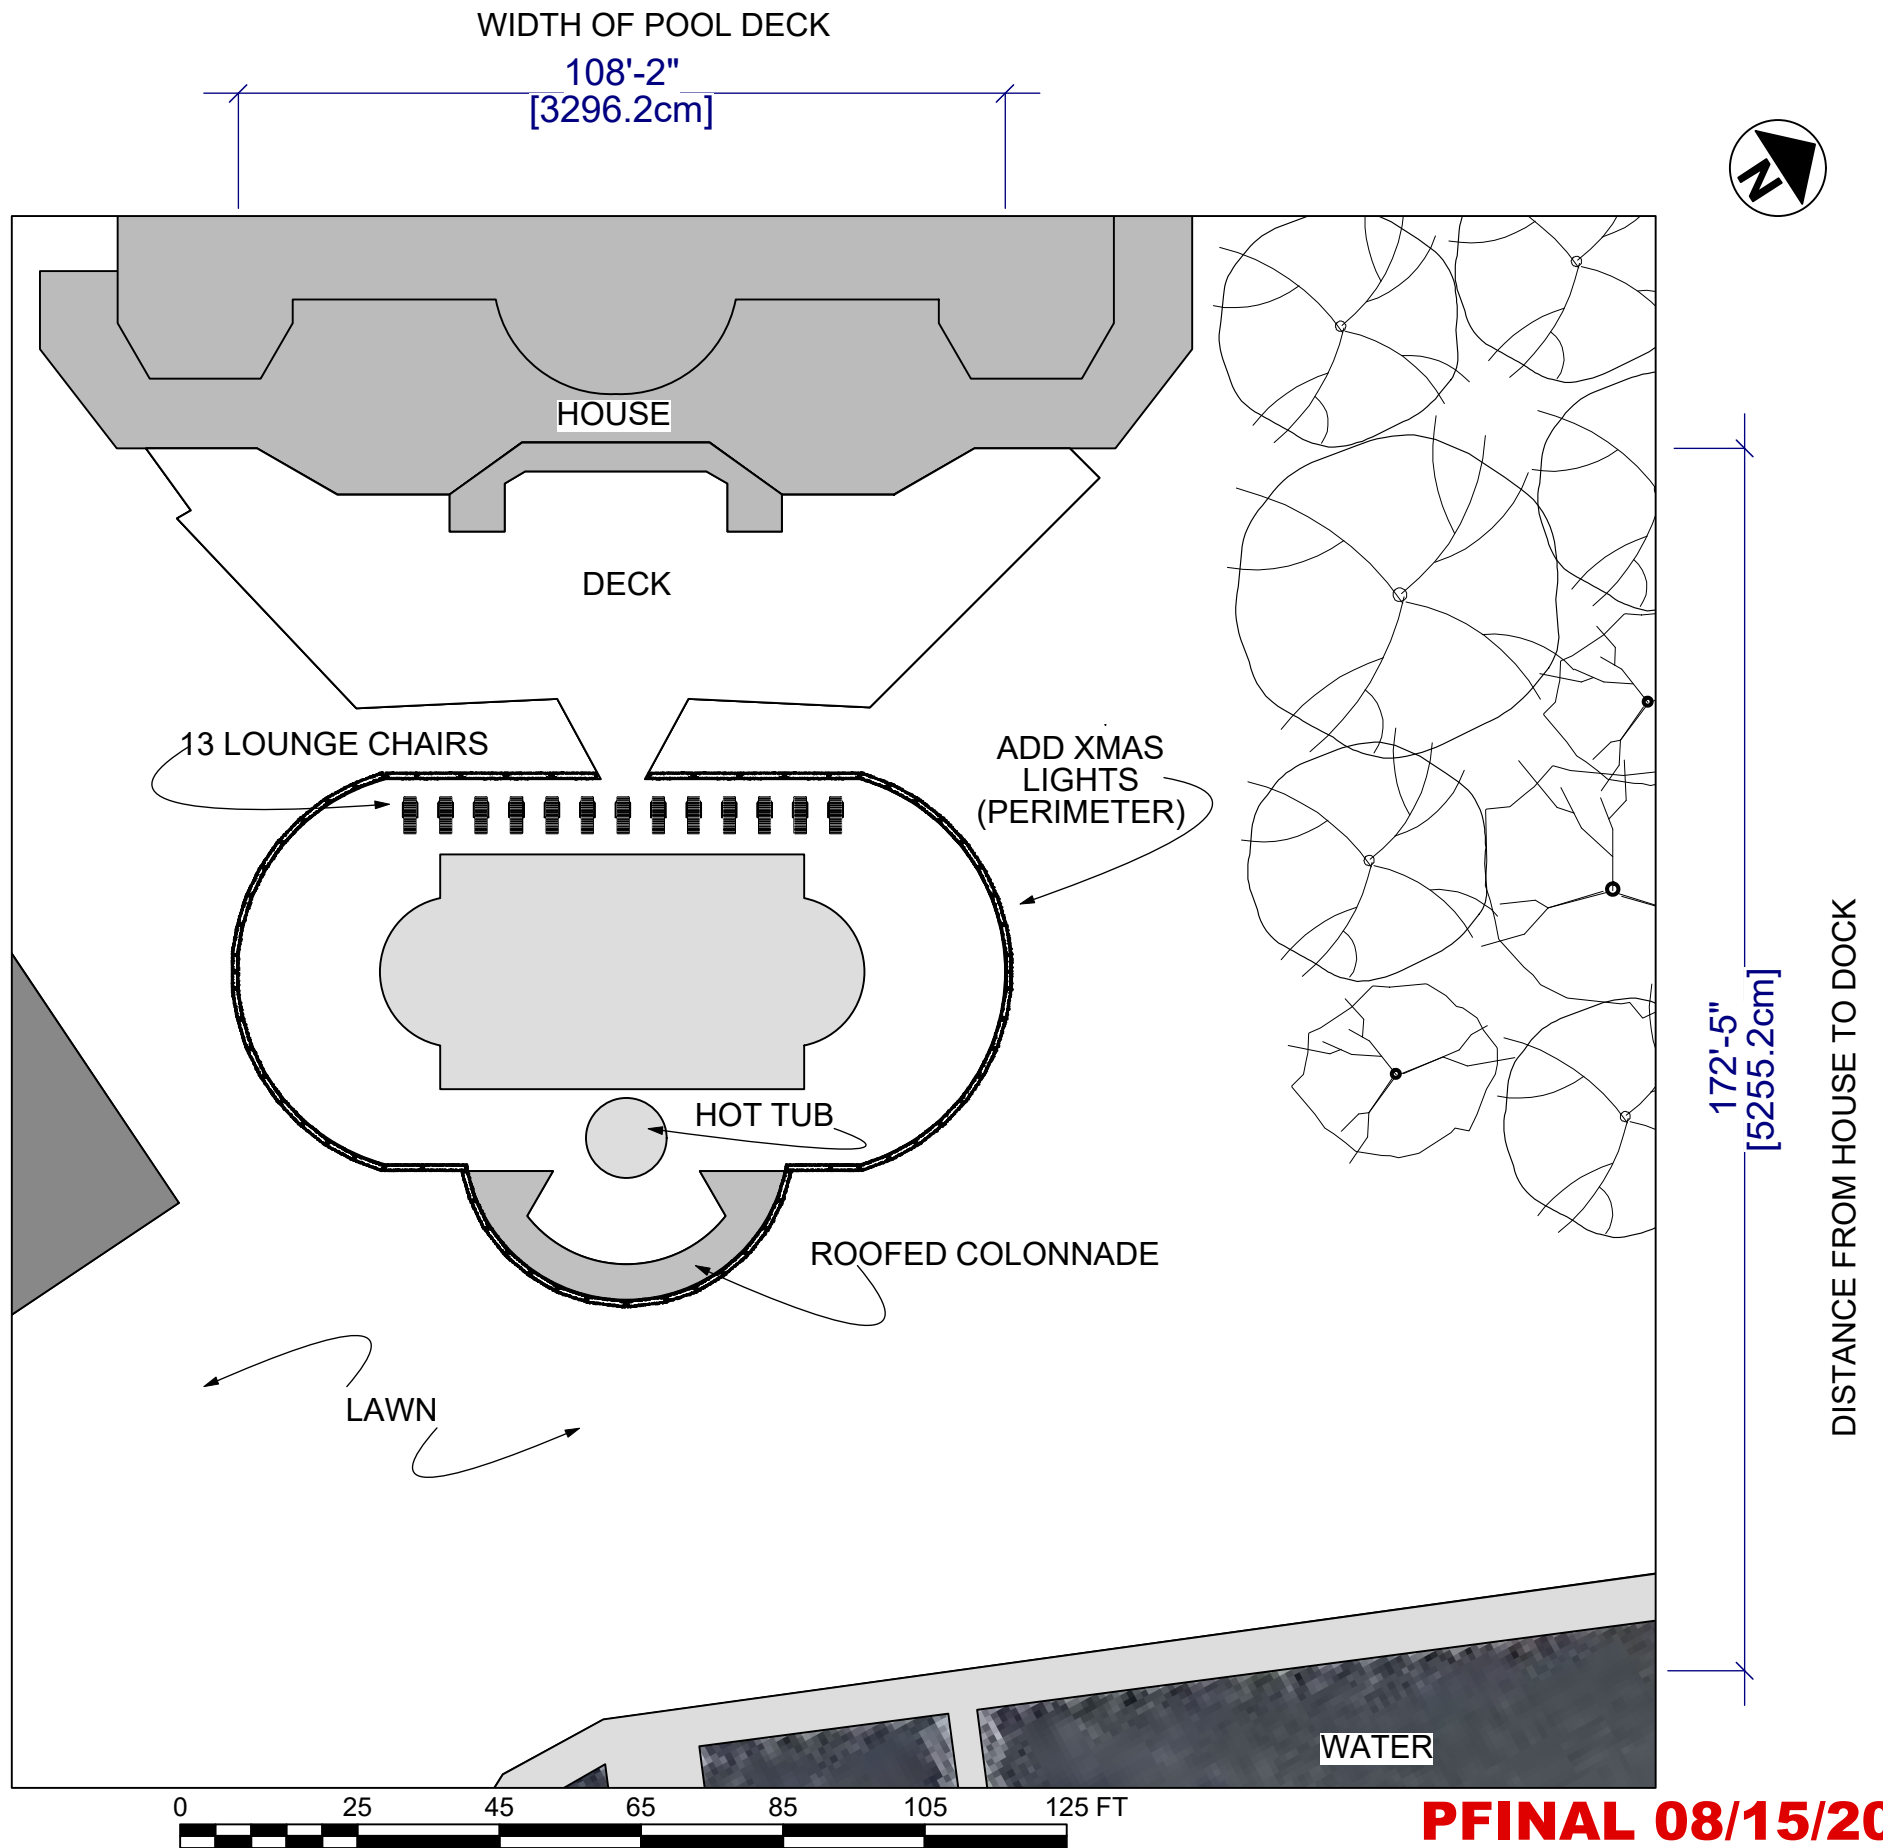 WIDTH OF POOL DECK
108'-2"
[3296.2cm]
N
HOUSE
DECK
13 LOUNGE CHAIRS
ADD XMAS
LIGHTS
(PERIMETER)
HOT TUB
ROOFED COLONNADE
LAWN
172'-5"
[5255.2cm]
DISTANCE FROM HOUSE TO DOCK
WATER
0 25 45 65 85 105 125 FT
PFINAL 08/15/20